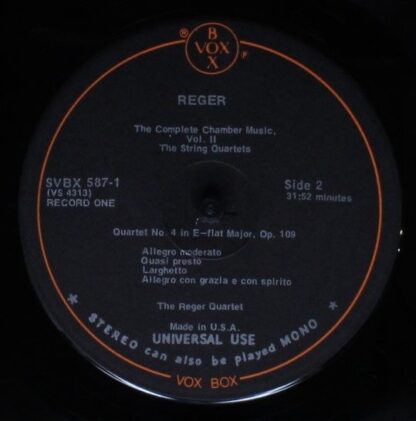 B
VOX
X
®
P
REGER
The Complete Chamber Music,
Vol. II
The String Quartets
SVBX 587-1
(VS 4313)
RECORD ONE
Side 2
31:52 minutes
Quartet No. 4 in E-flat Major, Op. 109
Allegro moderato
Quasi presto
Larghetto
Allegro con grazia e con spirito
The Reger Quartet
Made in U.S.A.
UNIVERSAL USE
★ STEREO can also be played MONO ★
VOX BOX